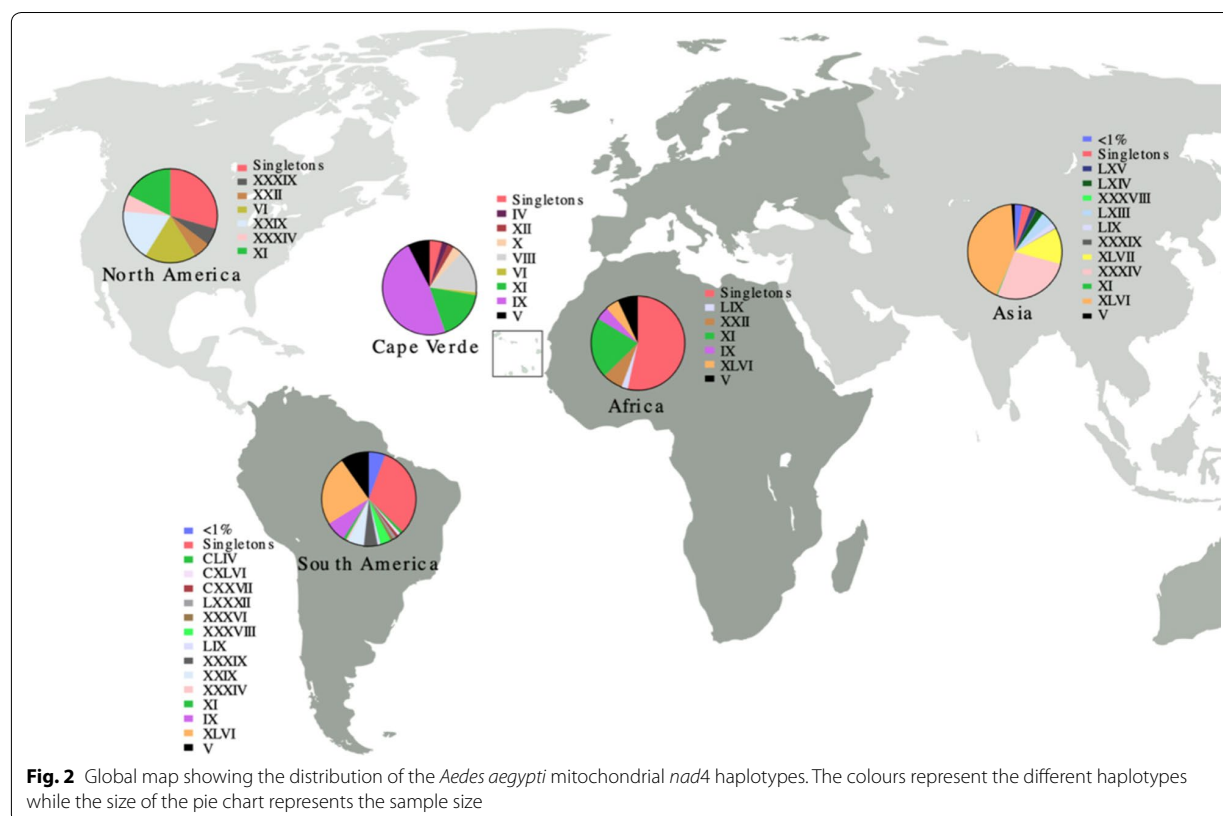 Singletons
XXXIX
XXII
VI
XXIX
XXXIV
XI
North America
Singletons
IV
XII
X
VIII
VI
XI
IX
V
Cape Verde
Singletons
LIX
XXII
XI
IX
XLVI
V
Africa
<1%
Singletons
LXV
LXIV
XXXVIII
LXIII
LIX
XXXIX
XLVII
XXXIV
XI
XLVI
V
Asia
South America
<1%
Singletons
CLIV
CXLVI
CXXVII
LXXXII
XXXVI
XXXVIII
LIX
XXXIX
XXIX
XXXIV
XI
IX
XLVI
V
Fig. 2 Global map showing the distribution of the Aedes aegypti mitochondrial nad4 haplotypes. The colours represent the different haplotypes
while the size of the pie chart represents the sample size